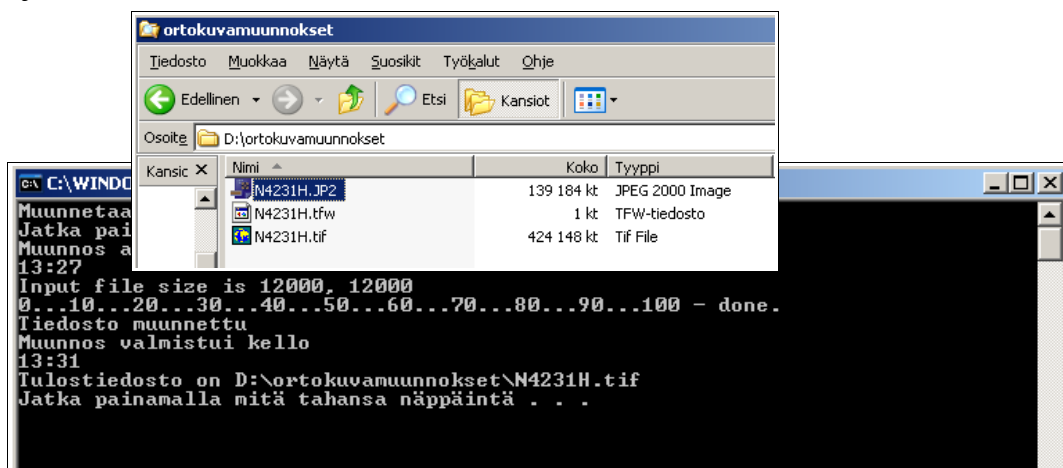 ortokuvamuunnokset
Tiedosto Muokkaa Näytä Suosikit Työkalut Ohje
Edellinen Etsi Kansiot
Osoite D:\ortokuvamuunnokset
Kansic Nimi Koko Tyyppi
N4231H.JP2 139 184 kt JPEG 2000 Image
N4231H.tfw 1 kt TFW-tiedosto
N4231H.tif 424 148 kt Tif File
C:\WINDO
Muunnetaa
Jatka pai
Muunnos a
13:27
Input file size is 12000, 12000
0...10...20...30...40...50...60...70...80...90...100 - done.
Tiedosto muunnettu
Muunnos valmistui kello
13:31
Tulostiedosto on D:\ortokuvamuunnokset\N4231H.tif
Jatka painamalla mitä tahansa näppäintä . . .